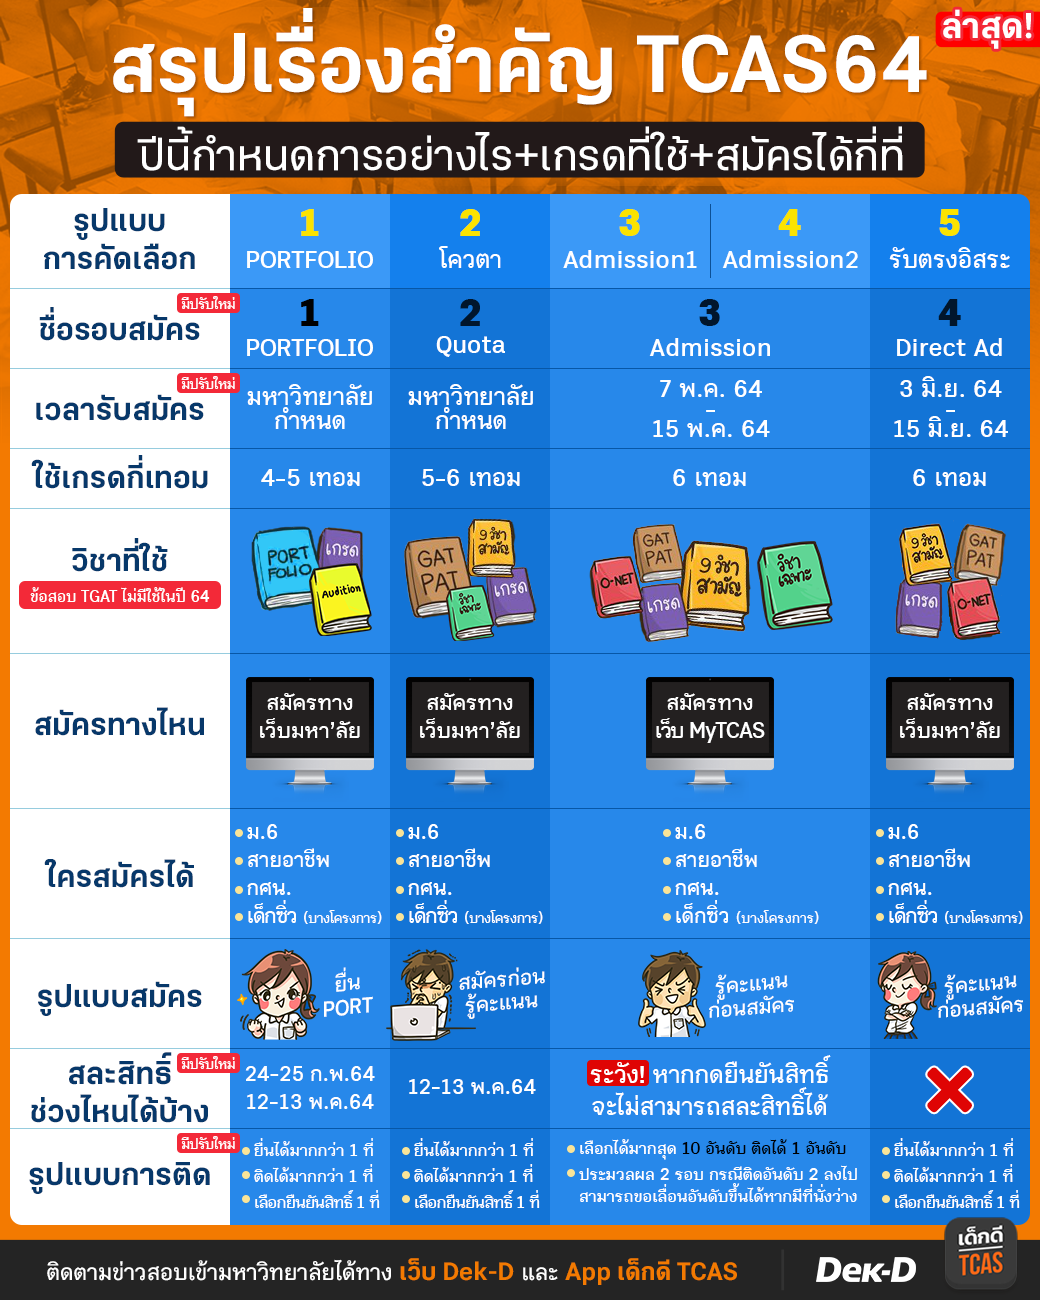 ล่าสุด!
สรุปเรื่องสำคัญ TCAS64
ปีนี้กำหนดการอย่างไร+เกรดที่ใช้+สมัครได้กี่ที่
รูปแบบ
การคัดเลือก
1
PORTFOLIO
2
โควตา
3
Admission1
4
Admission2
5
รับตรงอิสระ
มีปรับใหม่
ชื่อรอบสมัคร
1
PORTFOLIO
2
Quota
3
Admission
4
Direct Ad
มีปรับใหม่
เวลารับสมัคร
มหาวิทยาลัย
กำหนด
มหาวิทยาลัย
กำหนด
7 พ.ค. 64
–
15 พ.ค. 64
3 มิ.ย. 64
–
15 มิ.ย. 64
ใช้เกรดกี่เทอม
4-5 เทอม
5-6 เทอม
6 เทอม
6 เทอม
วิชาที่ใช้
ข้อสอบ TGAT ไม่มีใช้ในปี 64
PORT
FOLIO
เกรด
Audition
GAT
PAT
9 วิชา
สามัญ
วิชา
เฉพาะ
เกรด
O-NET
GAT
PAT
เกรด
9 วิชา
สามัญ
วิชา
เฉพาะ
9 วิชา
สามัญ
GAT
PAT
เกรด
O-NET
สมัครทางไหน
สมัครทาง
เว็บมหา'ลัย
สมัครทาง
เว็บมหา'ลัย
สมัครทาง
เว็บ MyTCAS
สมัครทาง
เว็บมหา'ลัย
ใครสมัครได้
• ม.6
• สายอาชีพ
• กศน.
• เด็กซิ่ว (บางโครงการ)
• ม.6
• สายอาชีพ
• กศน.
• เด็กซิ่ว (บางโครงการ)
• ม.6
• สายอาชีพ
• กศน.
• เด็กซิ่ว (บางโครงการ)
• ม.6
• สายอาชีพ
• กศน.
• เด็กซิ่ว (บางโครงการ)
รูปแบบสมัคร
ยื่น
PORT
สมัครก่อน
รู้คะแนน
รู้คะแนน
ก่อนสมัคร
รู้คะแนน
ก่อนสมัคร
สละสิทธิ์
ช่วงไหนได้บ้าง
มีปรับใหม่
24-25 ก.พ.64
12-13 พ.ค.64
12-13 พ.ค.64
ระวัง! หากกดยืนยันสิทธิ์
จะไม่สามารถสละสิทธิ์ได้
มีปรับใหม่
รูปแบบการติด
• ยื่นได้มากกว่า 1 ที่
• ติดได้มากกว่า 1 ที่
• เลือกยืนยันสิทธิ์ 1 ที่
• ยื่นได้มากกว่า 1 ที่
• ติดได้มากกว่า 1 ที่
• เลือกยืนยันสิทธิ์ 1 ที่
• เลือกได้มากสุด 10 อันดับ ติดได้ 1 อันดับ
• ประมวลผล 2 รอบ กรณีติดอันดับ 2 ลงไป
สามารถขอเลื่อนอันดับขึ้นได้หากมีที่นั่งว่าง
• ยื่นได้มากกว่า 1 ที่
• ติดได้มากกว่า 1 ที่
• เลือกยืนยันสิทธิ์ 1 ที่
ติดตามข่าวสอบเข้ามหาวิทยาลัยได้ทาง เว็บ Dek-D และ App เด็กดี TCAS
DEK-D
เด็กดี
TCAS